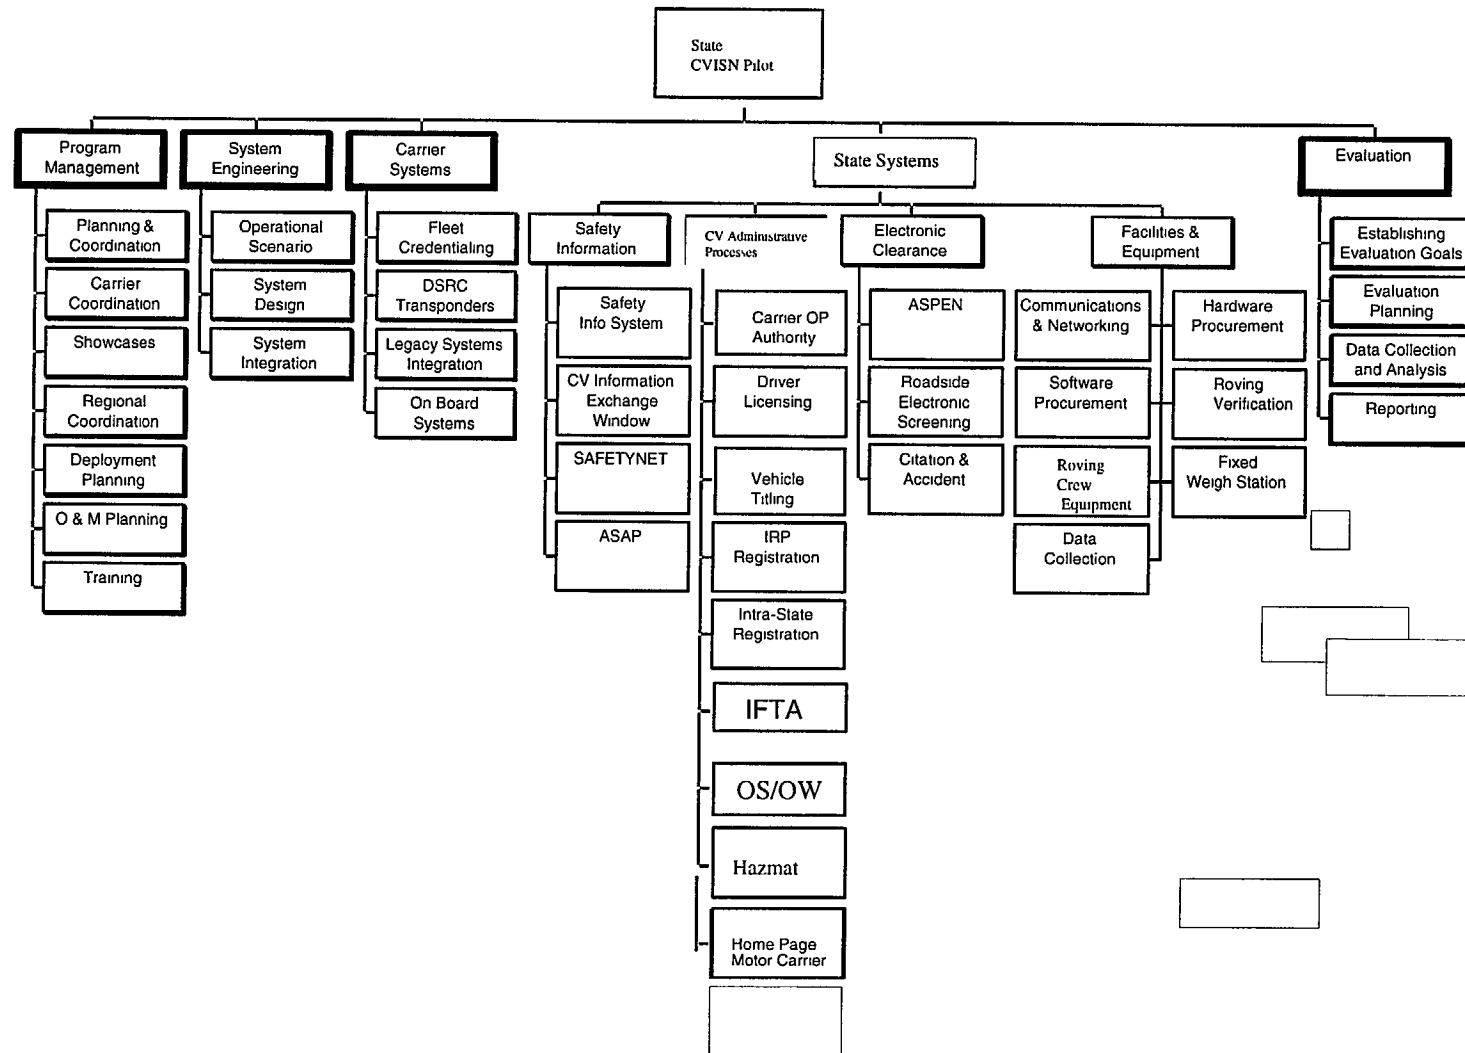 State
CVISN Pilot
Program
Management
System
Engineering
Carrier
Systems
State Systems
Evaluation
Planning &
Coordination
Carrier
Coordination
Showcases
Regional
Coordination
Deployment
Planning
O & M Planning
Training
Operational
Scenario
System
Design
System
Integration
Fleet
Credentialing
DSRC
Transponders
Legacy Systems
Integration
On Board
Systems
Safety
Information
Safety
Info System
CV Information
Exchange
Window
SAFETYNET
ASAP
CV Administrative
Processes
Carrier OP
Authority
Driver
Licensing
Vehicle
Titling
IRP
Registration
Intra-State
Registration
IFTA
OS/OW
Hazmat
Home Page
Motor Carrier
Electronic
Clearance
ASPEN
Roadside
Electronic
Screening
Citation &
Accident
Facilities &
Equipment
Communications
& Networking
Software
Procurement
Roving
Crew
Equipment
Data
Collection
Hardware
Procurement
Roving
Verification
Fixed
Weigh Station
Establishing
Evaluation Goals
Evaluation
Planning
Data Collection
and Analysis
Reporting